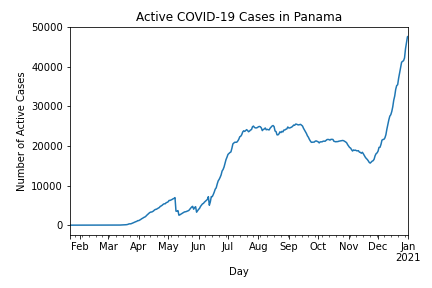 Active COVID-19 Cases in Panama
Number of Active Cases
50000
40000
30000
20000
10000
0
Feb Mar Apr May Jun Jul Aug Sep Oct Nov Dec Jan
2021
Day